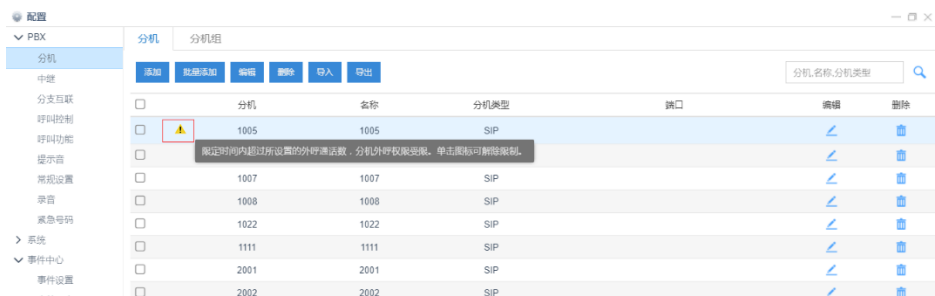 配置
PBX
分机
中继
分支互联
呼叫控制
呼叫功能
提示音
常规设置
录音
紧急号码
系统
事件中心
事件设置
分机 分机组
添加 批量添加 编辑 删除 导入 导出 分机,名称,分机类型
分机 名称 分机类型 端口 编辑 删除
1005 1005 SIP
限定时间内超过所设置的外呼通话数，分机外呼权限受限。单击图标可解除限制。
1007 1007 SIP
1008 1008 SIP
1022 1022 SIP
1111 1111 SIP
2001 2001 SIP
2002 2002 SIP